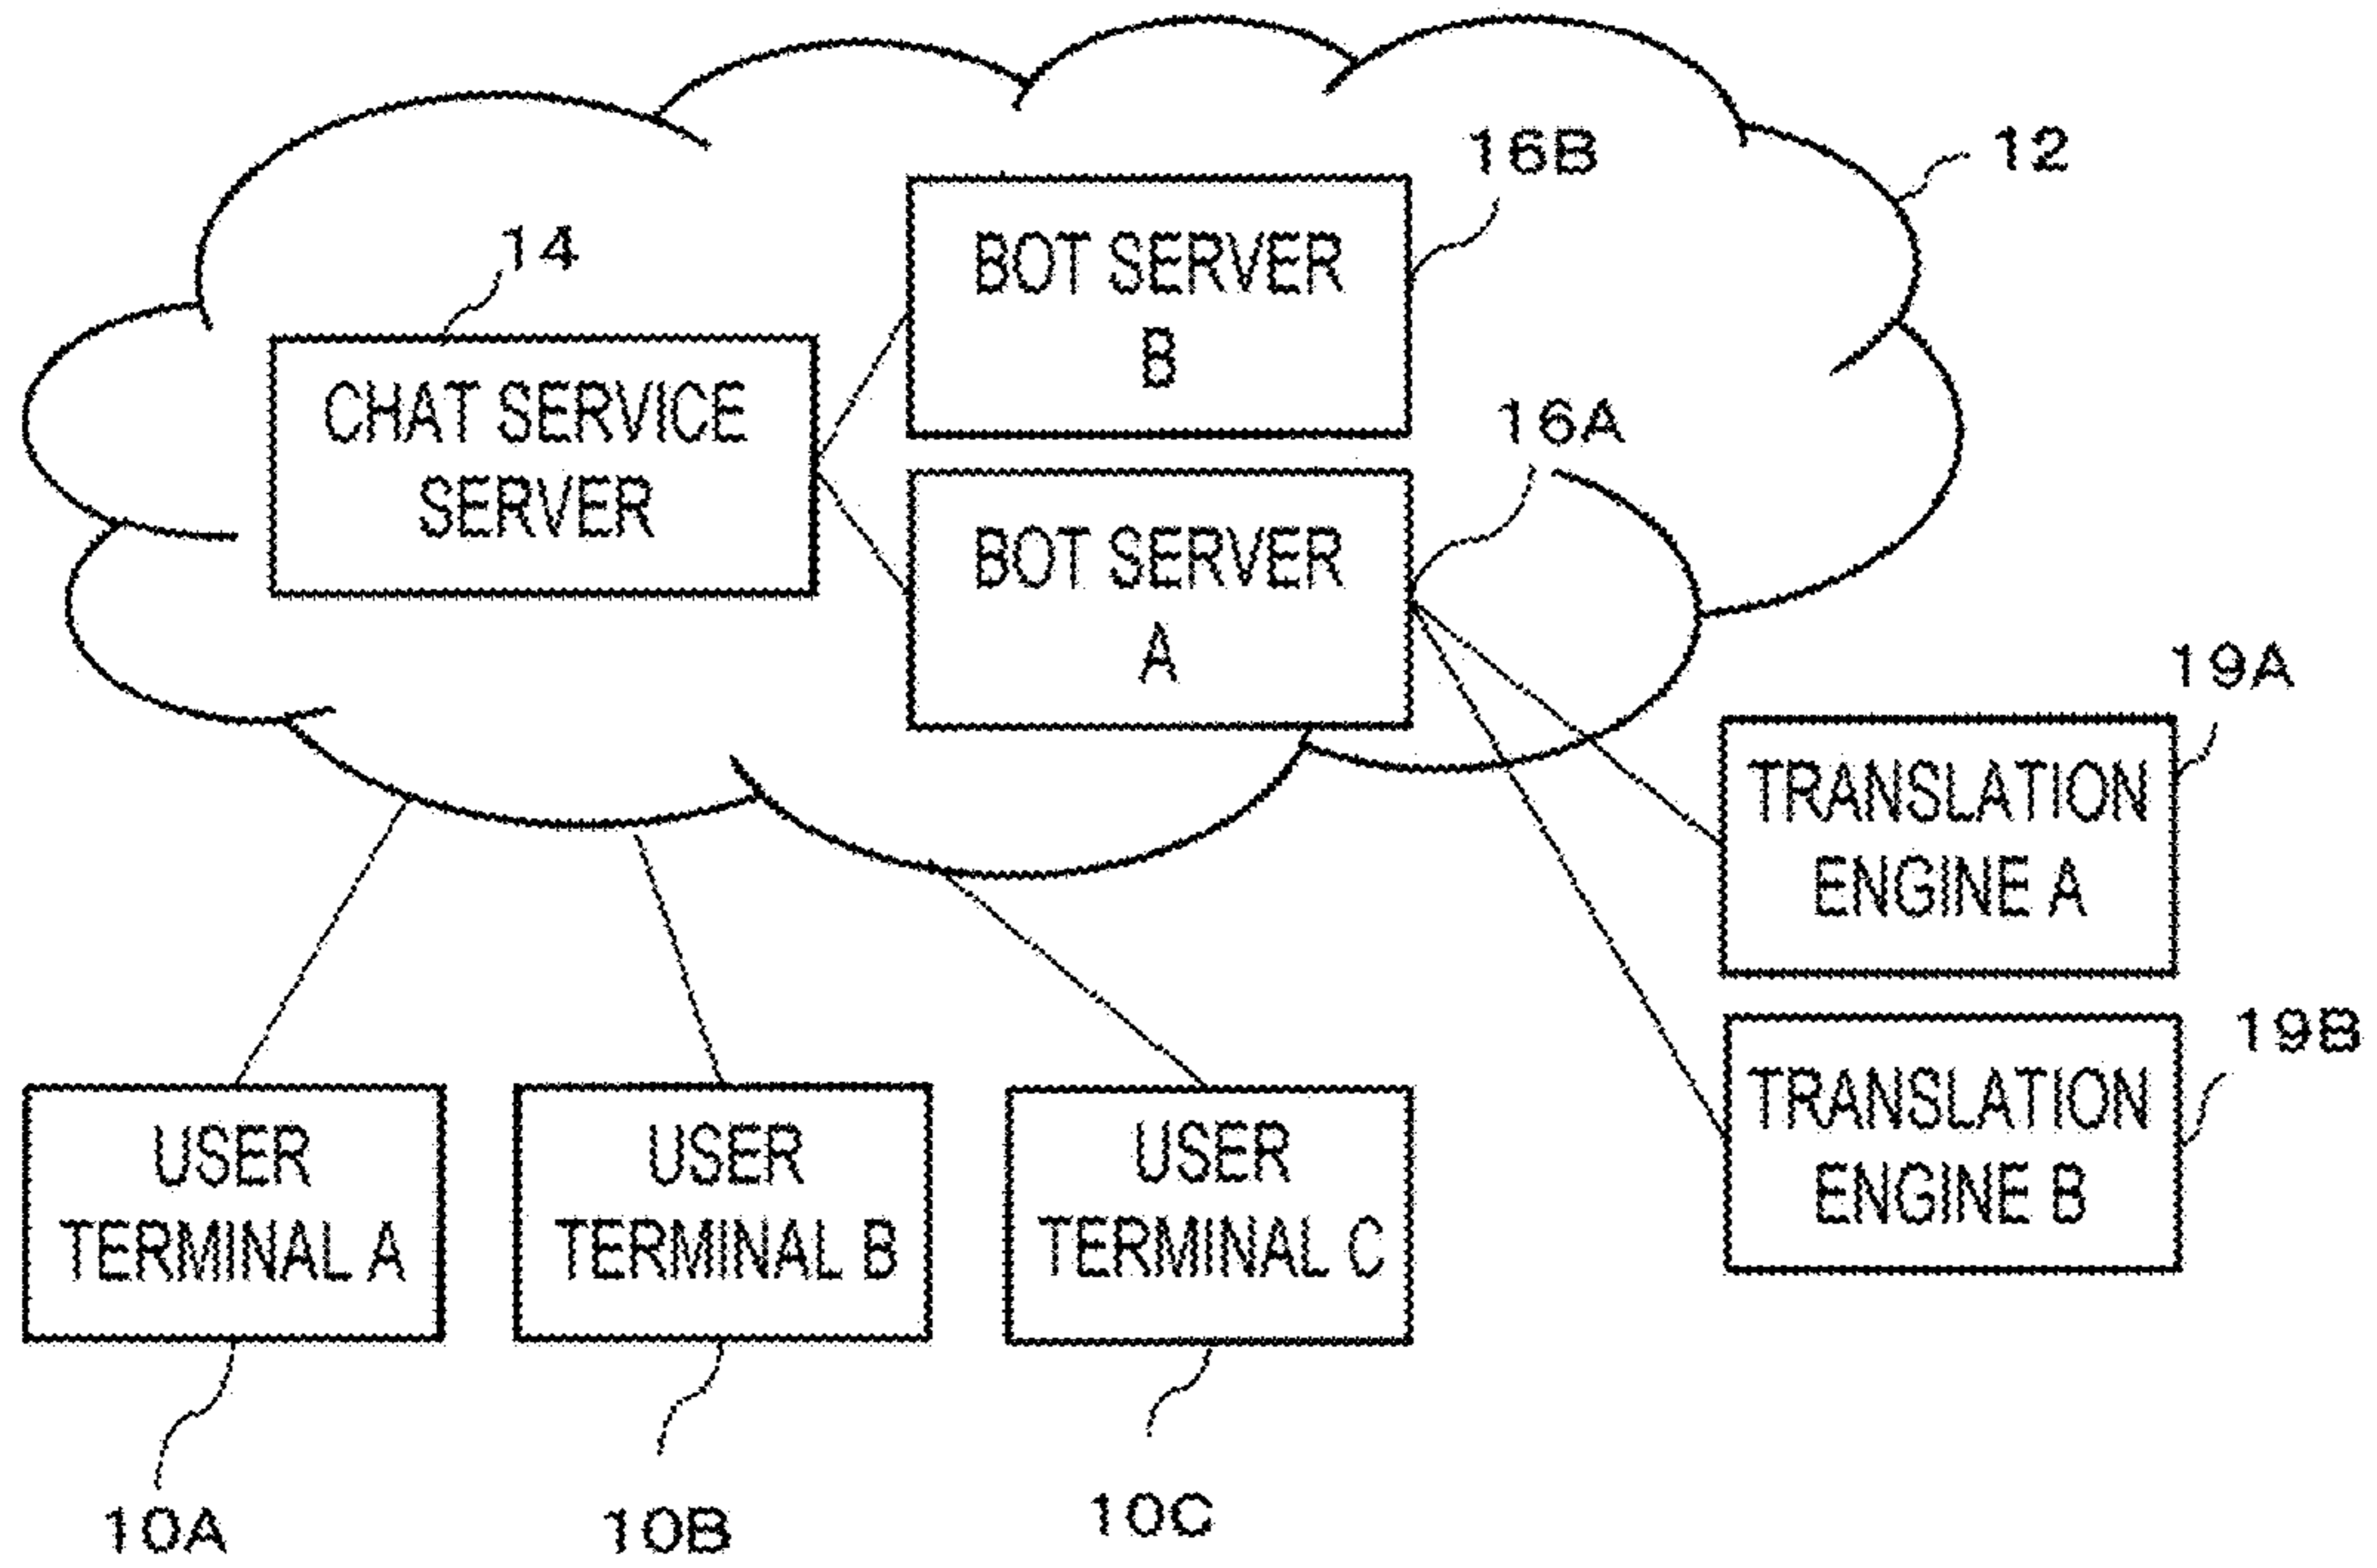 12
16B
BOT SERVER
B
14
CHAT SERVICE
SERVER
16A
BOT SERVER
A
19A
TRANSLATION
ENGINE A
19B
TRANSLATION
ENGINE B
USER
TERMINAL A
USER
TERMINAL B
USER
TERMINAL C
10A
10B
10C